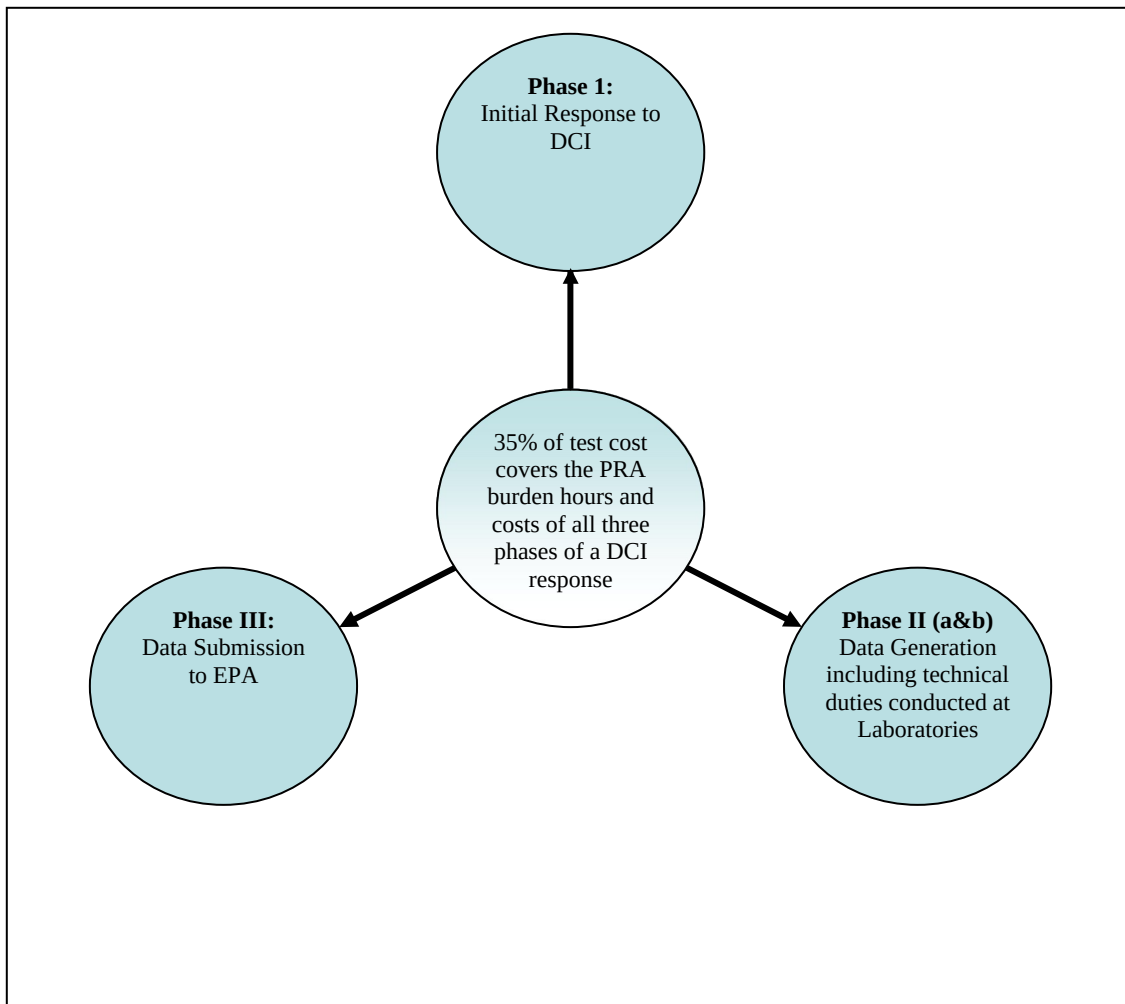 Phase 1:
Initial Response to
DCI
35% of test cost
covers the PRA
burden hours and
costs of all three
phases of a DCI
response
Phase III:
Data Submission
to EPA
Phase II (a&b)
Data Generation
including technical
duties conducted at
Laboratories